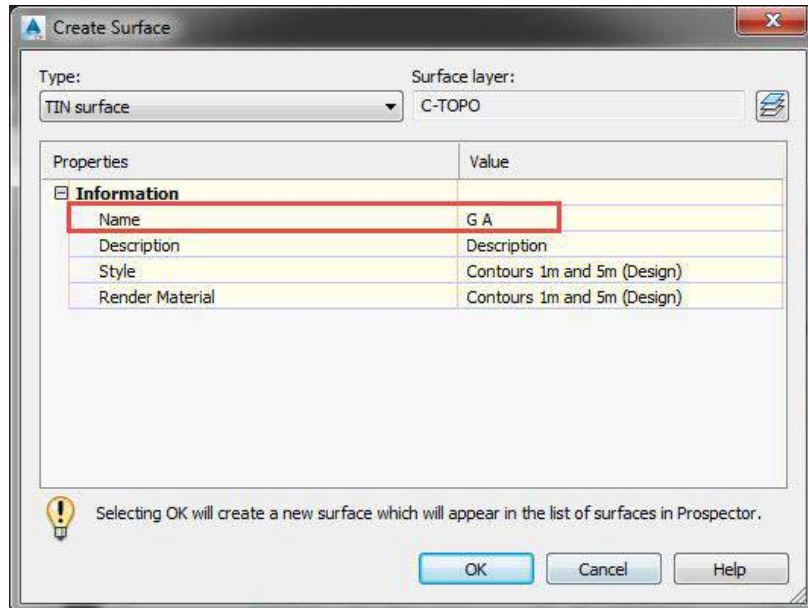 Create Surface
Type:
Surface layer:
TIN surface
C-TOPO
Properties Value
Information
Name G A
Description Description
Style Contours 1m and 5m (Design)
Render Material Contours 1m and 5m (Design)
Selecting OK will create a new surface which will appear in the list of surfaces in Prospector.
OK Cancel Help